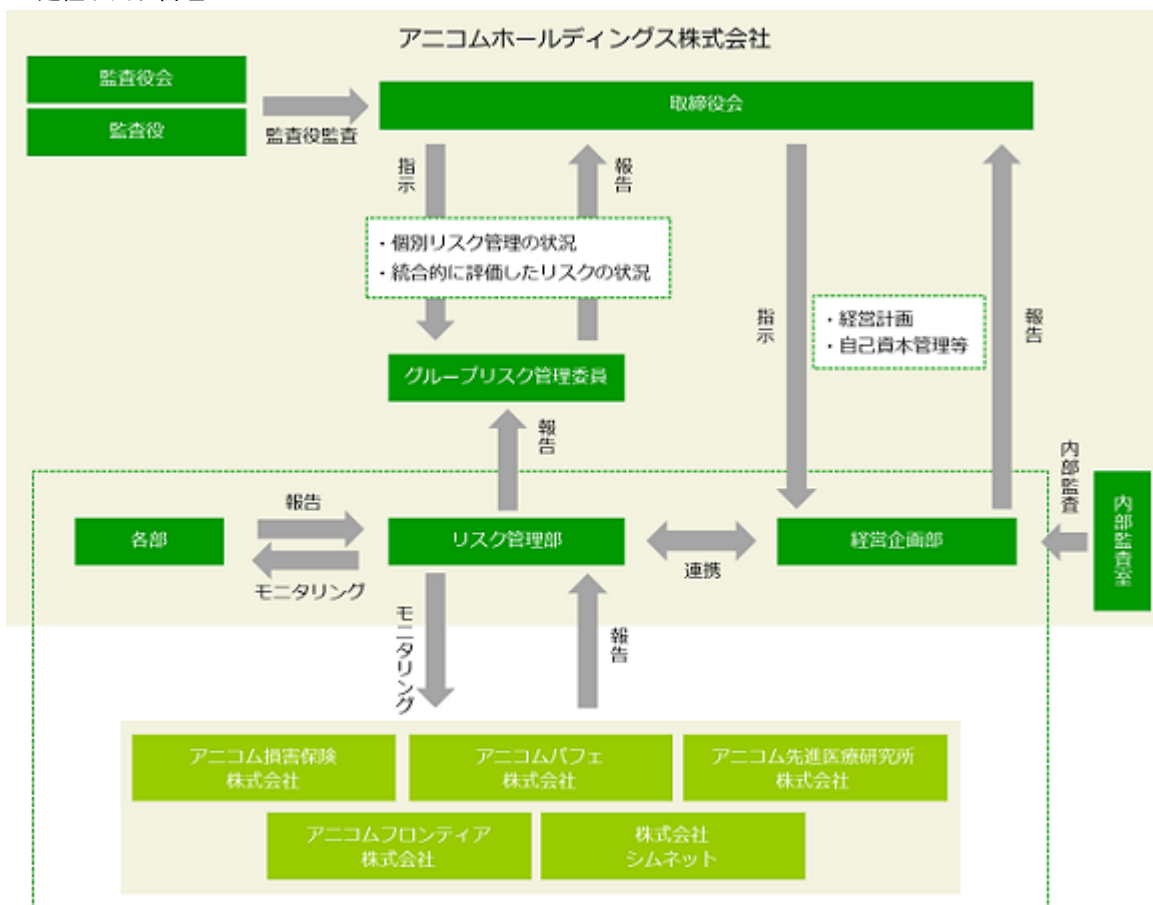 アニコムホールディングス株式会社
監査役会
監査役
監査役監査
取締役会
指示
報告
・個別リスク管理の状況
・統合的に評価したリスクの状況
指示
・経営計画
・自己資本管理等
報告
グループリスク管理委員
報告
内部監査
内部監査室
各部
報告
モニタリング
リスク管理部
連携
経営企画部
モニタリング
報告
アニコム損害保険
株式会社
アニコムパフェ
株式会社
アニコム先進医療研究所
株式会社
アニコムフロンティア
株式会社
株式会社
シムネット